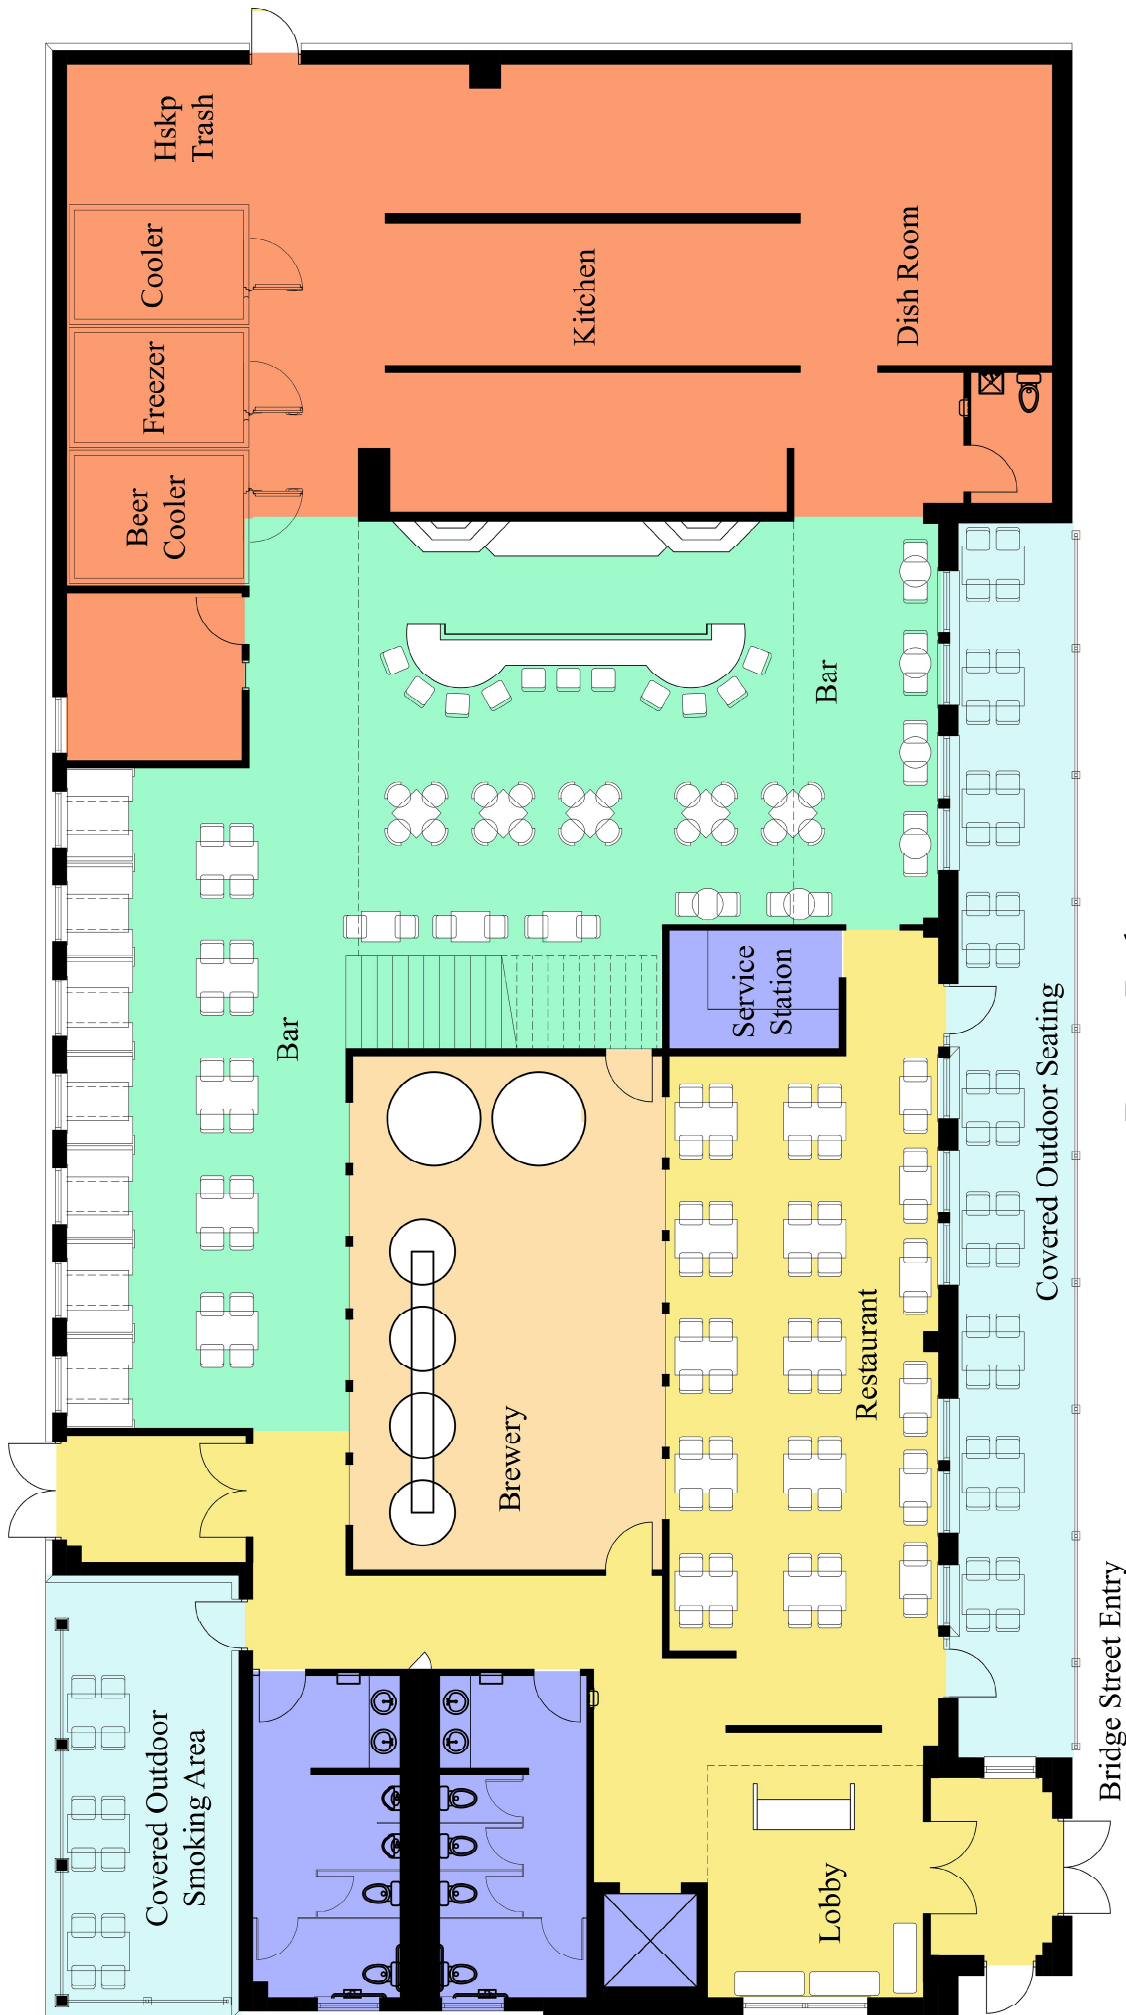 Hskp
Trash
Cooler
Freezer
Beer
Cooler
Kitchen
Dish Room
Bar
Bar
Service
Station
Brewery
Restaurant
Covered Outdoor Seating
Covered Outdoor
Smoking Area
Lobby
Bridge Street Entry